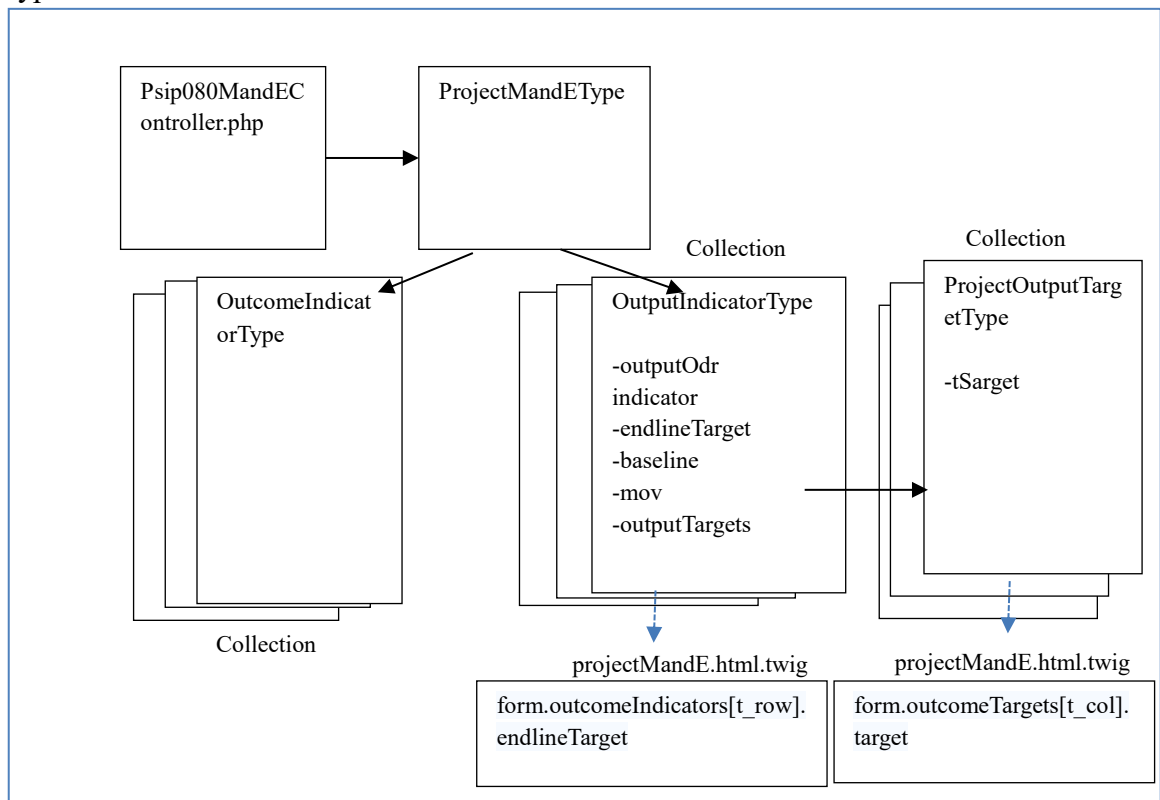 Psip080MandEC
ontroller.php
ProjectMandEType
Collection
Collection
OutcomeIndicat
orType
OutputIndicatorType
-outputOdr
indicator
-endlineTarget
-baseline
-mov
-outputTargets
ProjectOutputTarg
etType
-tSarget
Collection
projectMandE.html.twig
projectMandE.html.twig
form.outcomeIndicators[t_row].
endlineTarget
form.outcomeTargets[t_col].
target